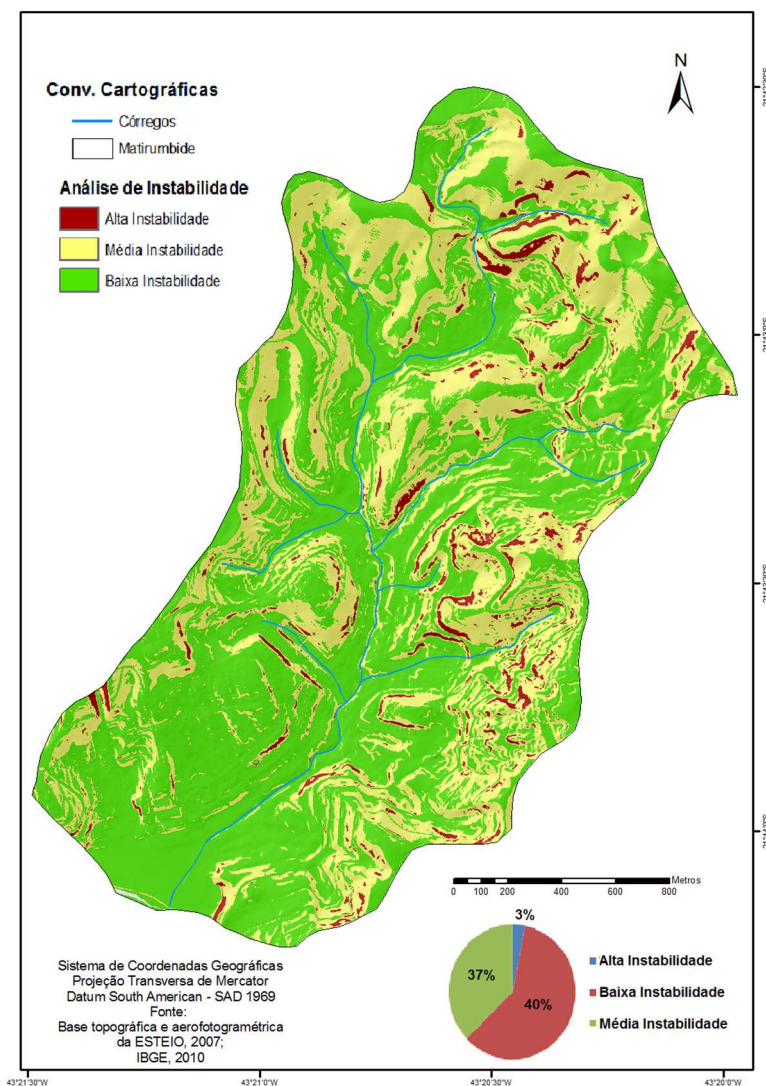 N
Conv. Cartográficas
Córregos
Matirumbide
Análise de Instabilidade
Alta Instabilidade
Média Instabilidade
Baixa Instabilidade
Metros
0 100 200 400 600 800
3%
37%
40%
Alta Instabilidade
Baixa Instabilidade
Média Instabilidade
Sistema de Coordenadas Geográficas
Projeção Transversa de Mercator
Datum South American - SAD 1969
Fonte:
Base topográfica e aerofotogramétrica
da ESTEIO, 2007;
IBGE, 2010
43°21'30"W 43°21'0"W 43°20'30"W 43°20'0"W